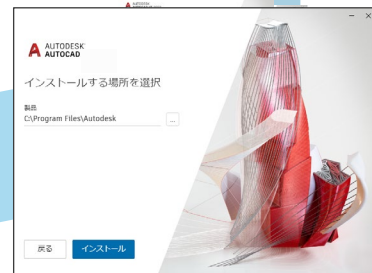 AUTODESK
AUTOCAD
インストールする場所を選択
製品
C:\Program Files\Autodesk
...
戻る
インストール